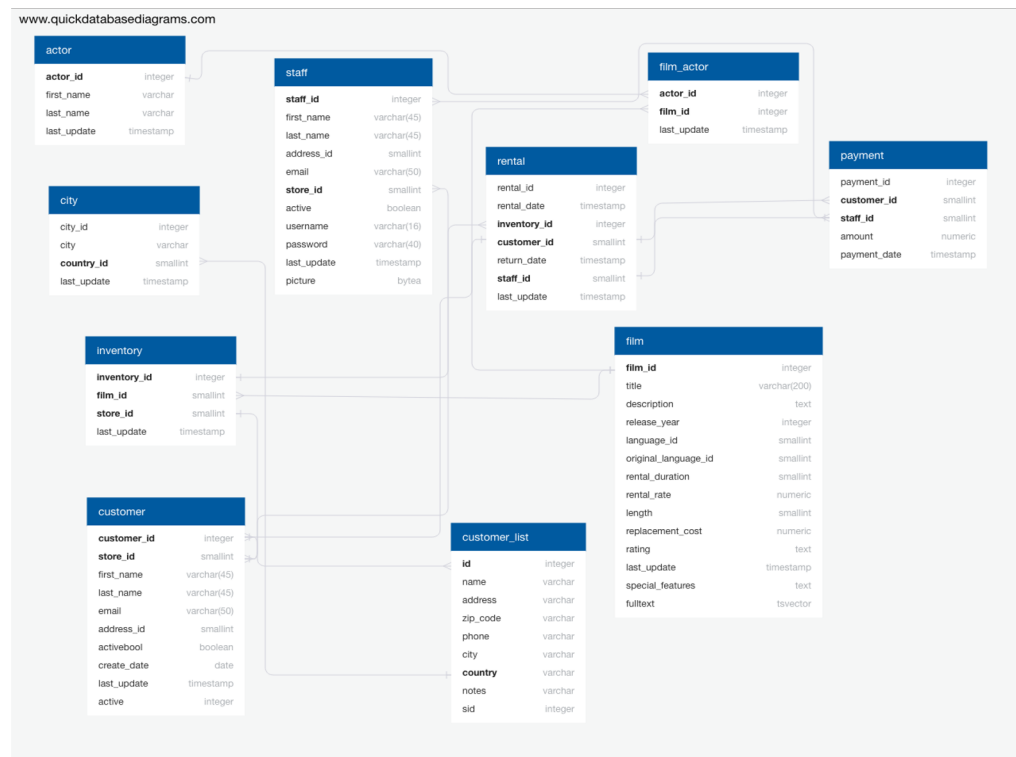 www.quickdatabasediagrams.com
actor
actor_id integer
first_name varchar
last_name varchar
last_update timestamp
staff
staff_id integer
first_name varchar(45)
last_name varchar(45)
address_id smallint
email varchar(50)
store_id smallint
active boolean
username varchar(16)
password varchar(40)
last_update timestamp
picture bytea
film_actor
actor_id integer
film_id integer
last_update timestamp
rental
rental_id integer
rental_date timestamp
inventory_id integer
customer_id smallint
return_date timestamp
staff_id smallint
last_update timestamp
payment
payment_id integer
customer_id smallint
staff_id smallint
amount numeric
payment_date timestamp
city
city_id integer
city varchar
country_id smallint
last_update timestamp
inventory
inventory_id integer
film_id smallint
store_id smallint
last_update timestamp
film
film_id integer
title varchar(200)
description text
release_year integer
language_id smallint
original_language_id smallint
rental_duration smallint
rental_rate numeric
length smallint
replacement_cost numeric
rating text
last_update timestamp
special_features text
fulltext tsvector
customer
customer_id integer
store_id smallint
first_name varchar(45)
last_name varchar(45)
email varchar(50)
address_id smallint
activebool boolean
create_date date
last_update timestamp
active integer
customer_list
id integer
name varchar
address varchar
zip_code varchar
phone varchar
city varchar
country varchar
notes varchar
sid integer